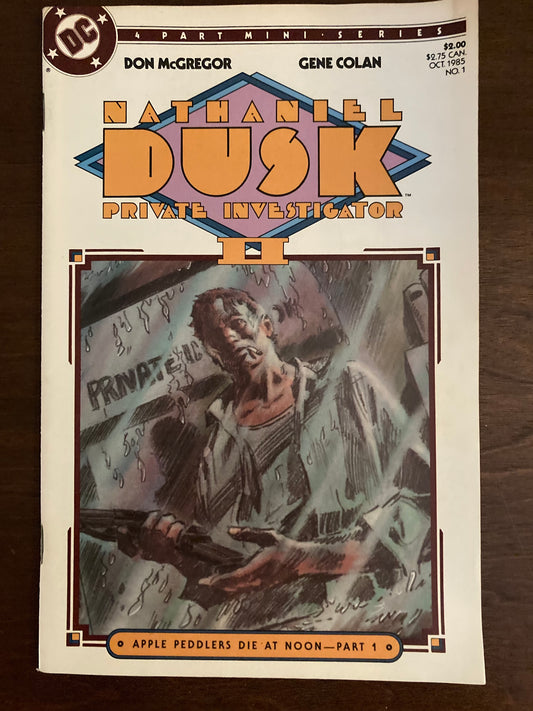 DC
®
4 PART MINI-SERIES
DON McGREGOR GENE COLAN
$2.00
$2.75 CAN.
OCT. 1985
NO. 1
NATHANIEL
DUSK™
PRIVATE INVESTIGATOR
II
PRIVATE
APPLE PEDDLERS DIE AT NOON—PART 1